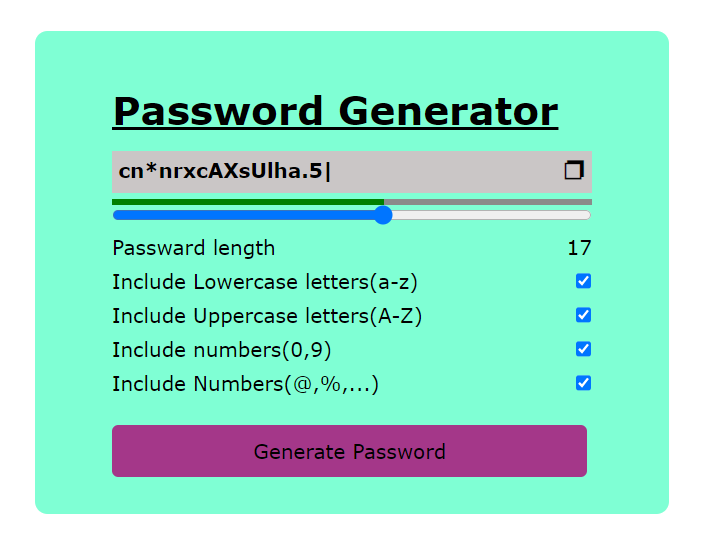 Password Generator
cn*nrxcAXsUlha.5|
Passward length 17
Include Lowercase letters(a-z)
Include Uppercase letters(A-Z)
Include numbers(0,9)
Include Numbers(@,%,...)
Generate Password